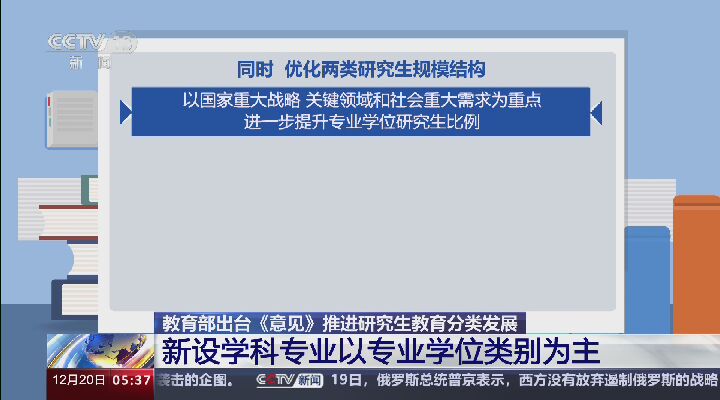 CCTV 13
新闻
同时 优化两类研究生规模结构
以国家重大战略 关键领域和社会重大需求为重点
进一步提升专业学位研究生比例
教育部出台《意见》推进研究生教育分类发展
新设学科专业以专业学位类别为主
12月20日 05:37 袭击的企图。 CCTV新闻 19日，俄罗斯总统普京表示，西方没有放弃遏制俄罗斯的战略